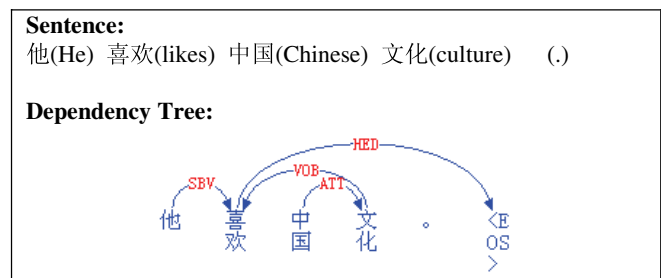 Sentence:
他(He) 喜欢(likes) 中国(Chinese) 文化(culture) (.)
Dependency Tree:
HED
VOB
SBV ATT
他 喜欢 中国 文化 。 <EOS>